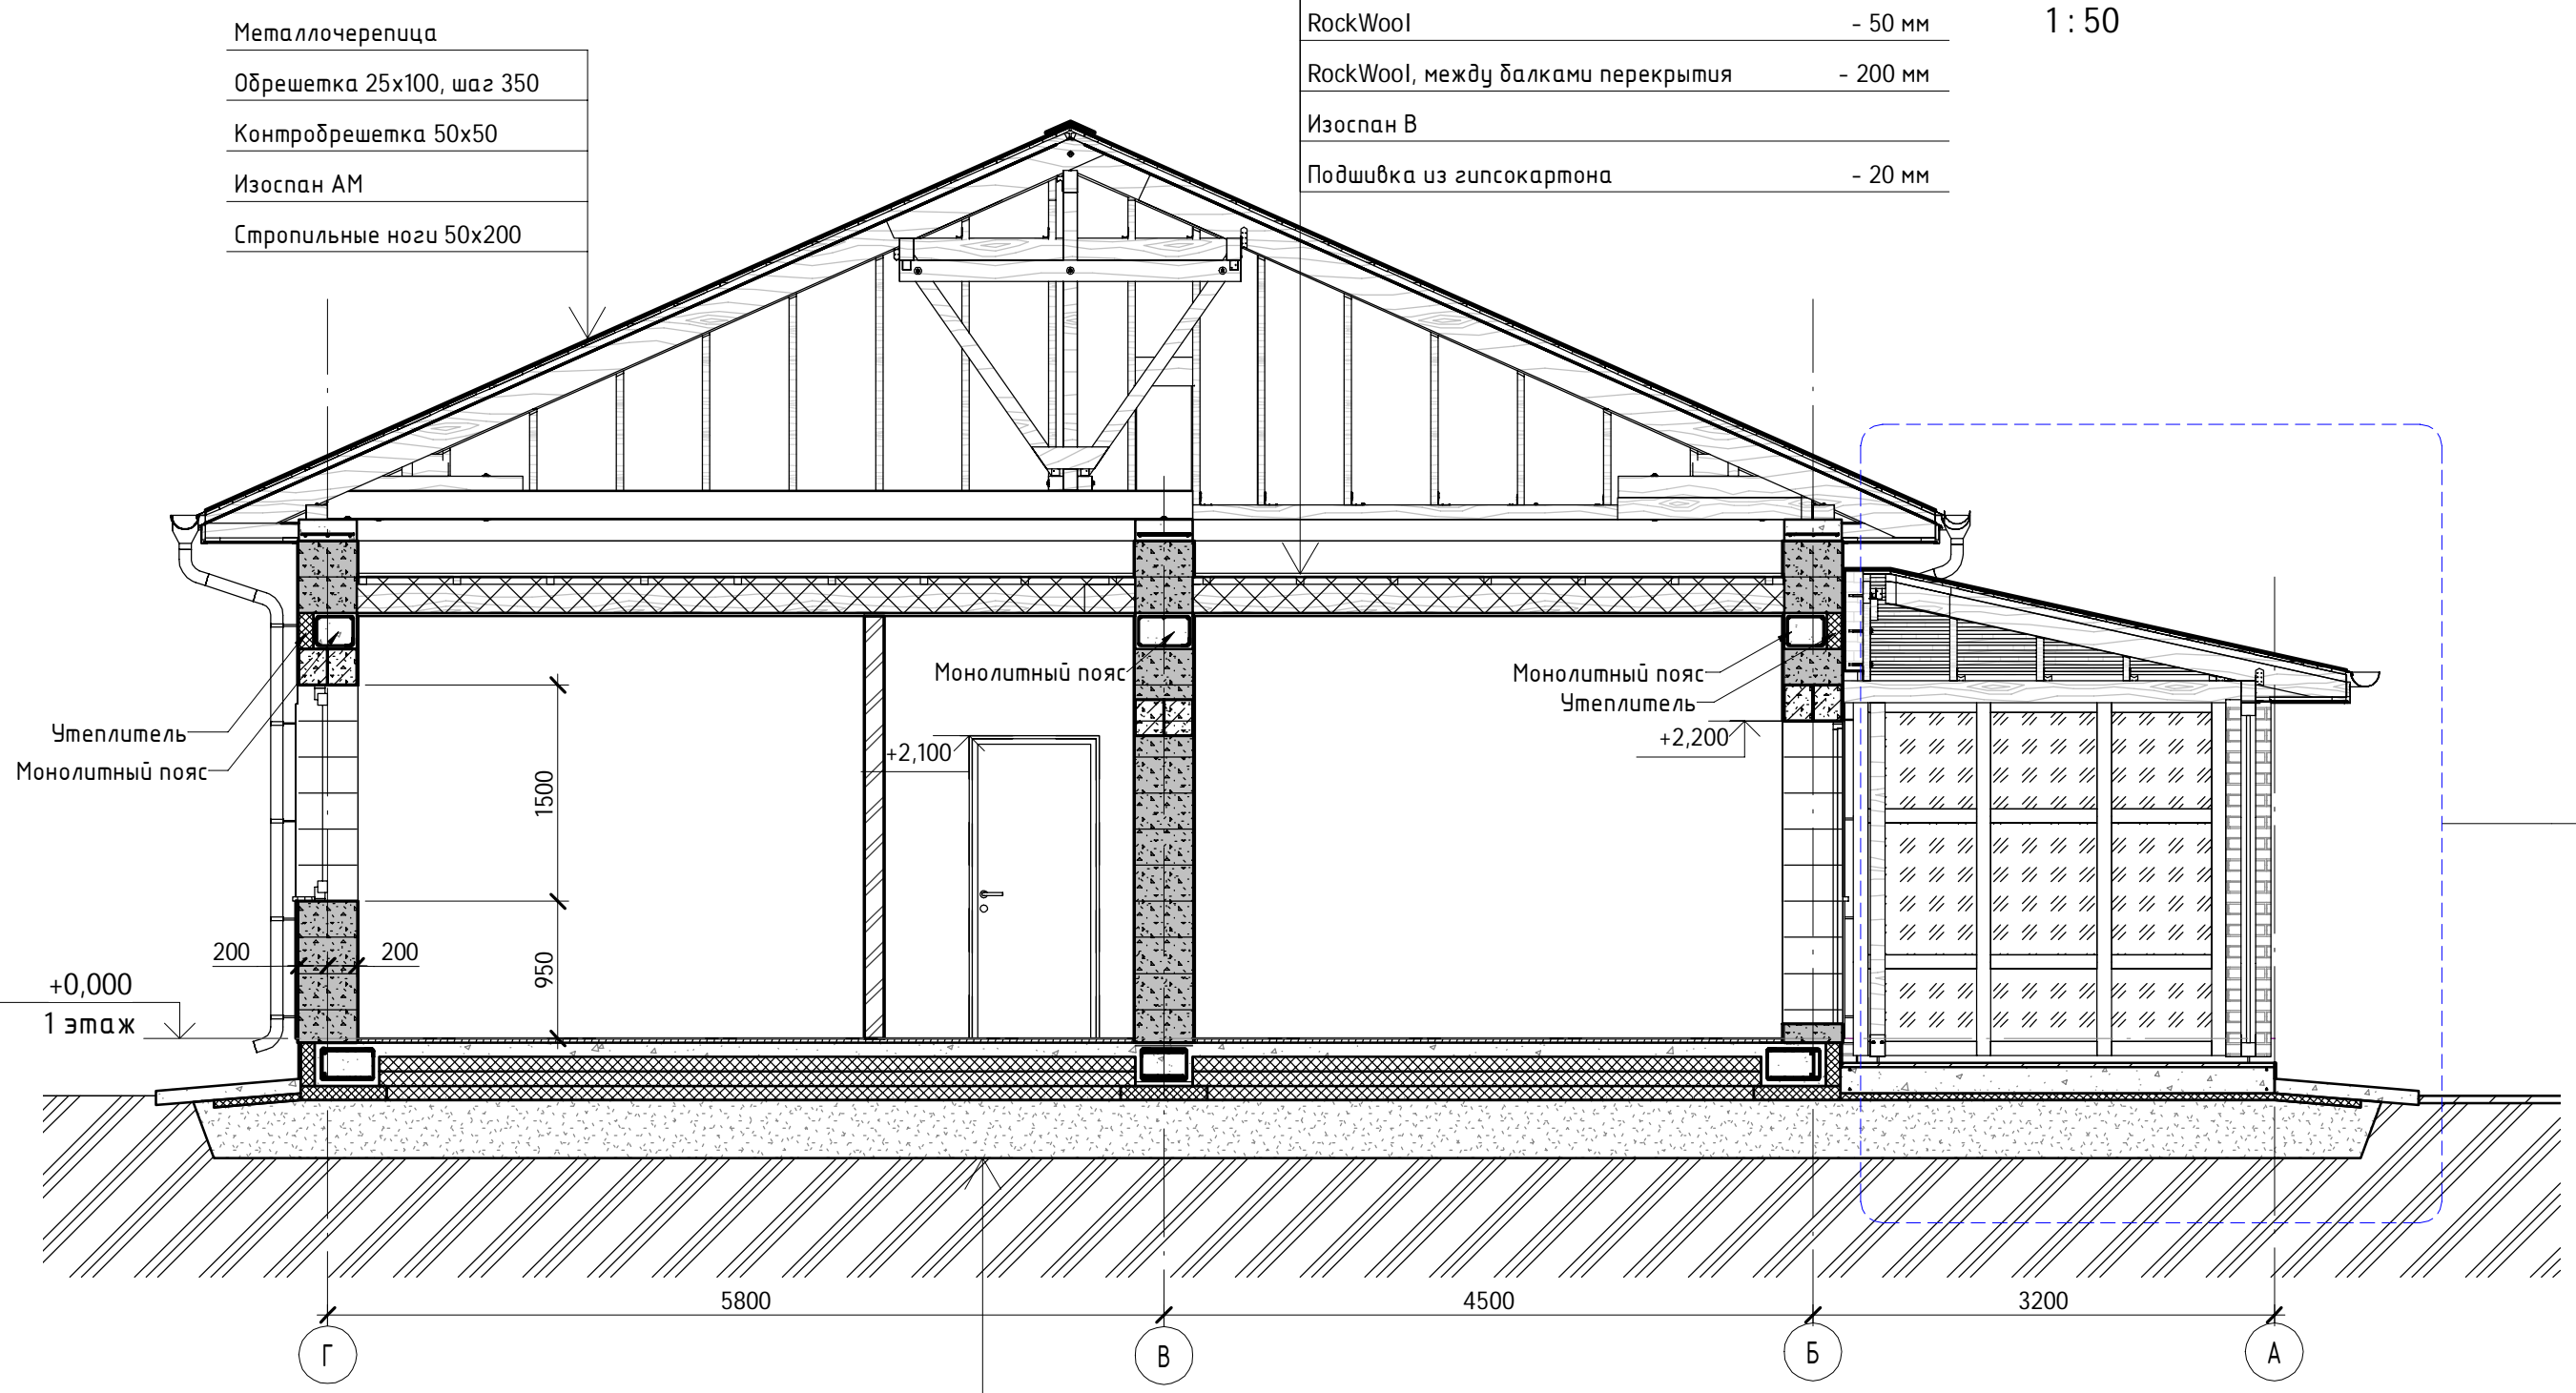 Металлочерепица
Обрешетка 25х100, шаг 350
Контробрешетка 50х50
Изоспан АМ
Стропильные ноги 50х200
RockWool - 50 мм
RockWool, между балками перекрытия - 200 мм
Изоспан В
Подшивка из гипсокартона - 20 мм
1 : 50
Монолитный пояс
Монолитный пояс
Утеплитель
Утеплитель
Монолитный пояс
+2,100
+2,200
1500
950
200
200
+0,000
1 этаж
5800
4500
3200
Г
В
Б
А